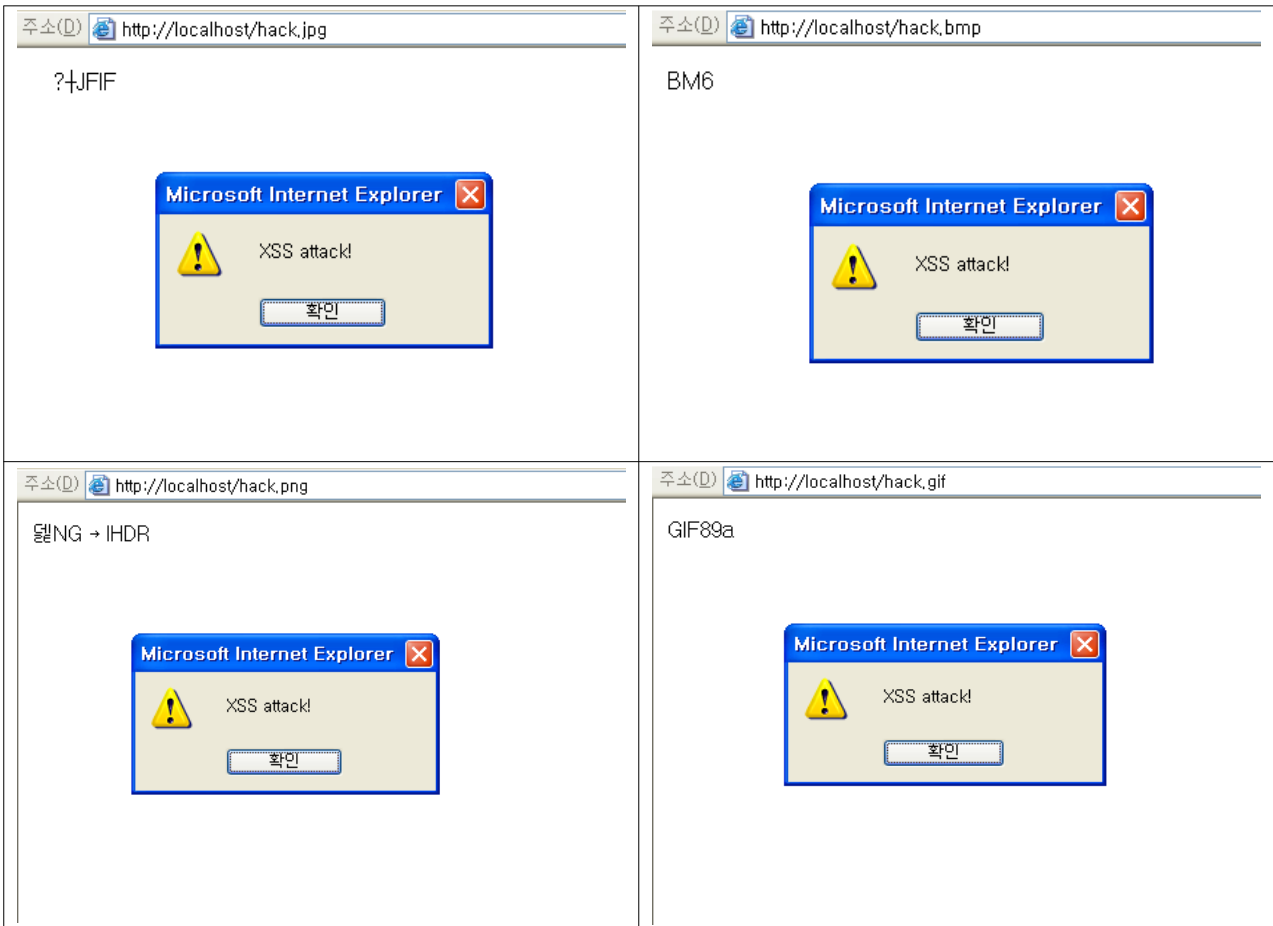 주소(D) http://localhost/hack.jpg
?┼JFIF
Microsoft Internet Explorer
XSS attack!
확인
주소(D) http://localhost/hack.bmp
BM6
Microsoft Internet Explorer
XSS attack!
확인
주소(D) http://localhost/hack.png
NG → IHDR
Microsoft Internet Explorer
XSS attack!
확인
주소(D) http://localhost/hack.gif
GIF89a
Microsoft Internet Explorer
XSS attack!
확인